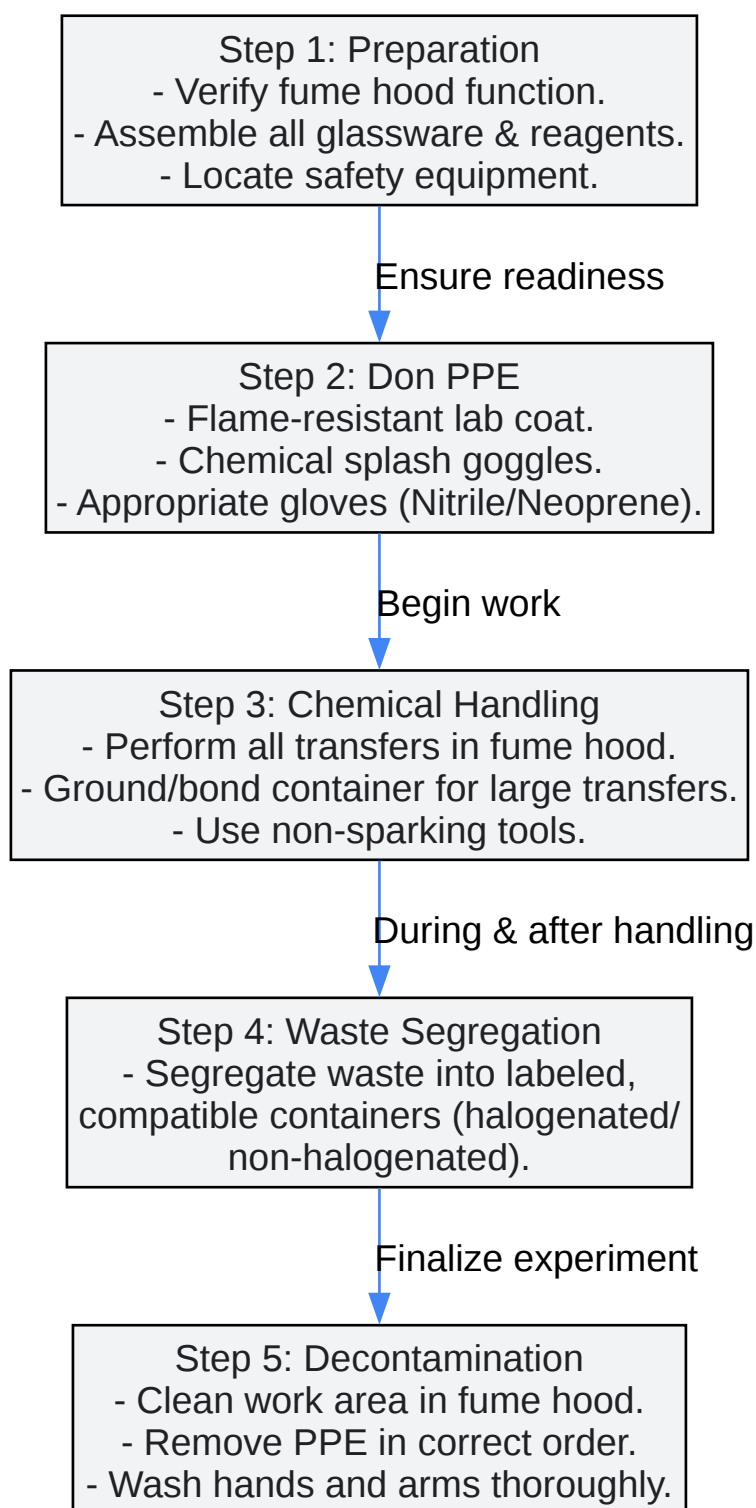 Step 1: Preparation
- Verify fume hood function.
- Assemble all glassware & reagents.
- Locate safety equipment.
Ensure readiness
Step 2: Don PPE
- Flame-resistant lab coat.
- Chemical splash goggles.
- Appropriate gloves (Nitrile/Neoprene).
Begin work
Step 3: Chemical Handling
- Perform all transfers in fume hood.
- Ground/bond container for large transfers.
- Use non-sparking tools.
During & after handling
Step 4: Waste Segregation
- Segregate waste into labeled,
compatible containers (halogenated/
non-halogenated).
Finalize experiment
Step 5: Decontamination
- Clean work area in fume hood.
- Remove PPE in correct order.
- Wash hands and arms thoroughly.